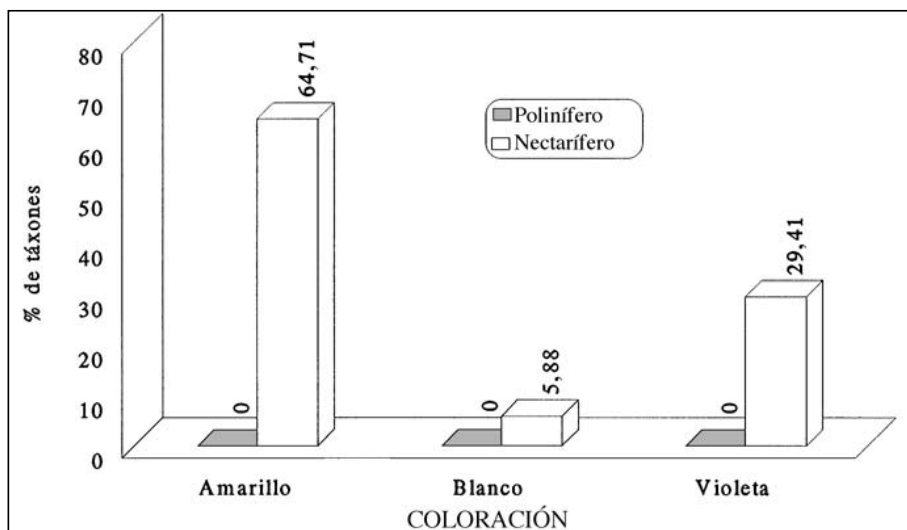 80
70
60
50
40
30
20
10
0
% de táxones
Polinífero
Nectarífero
0
64,71
0
5,88
0
29,41
Amarillo
Blanco
Violeta
COLORACIÓN